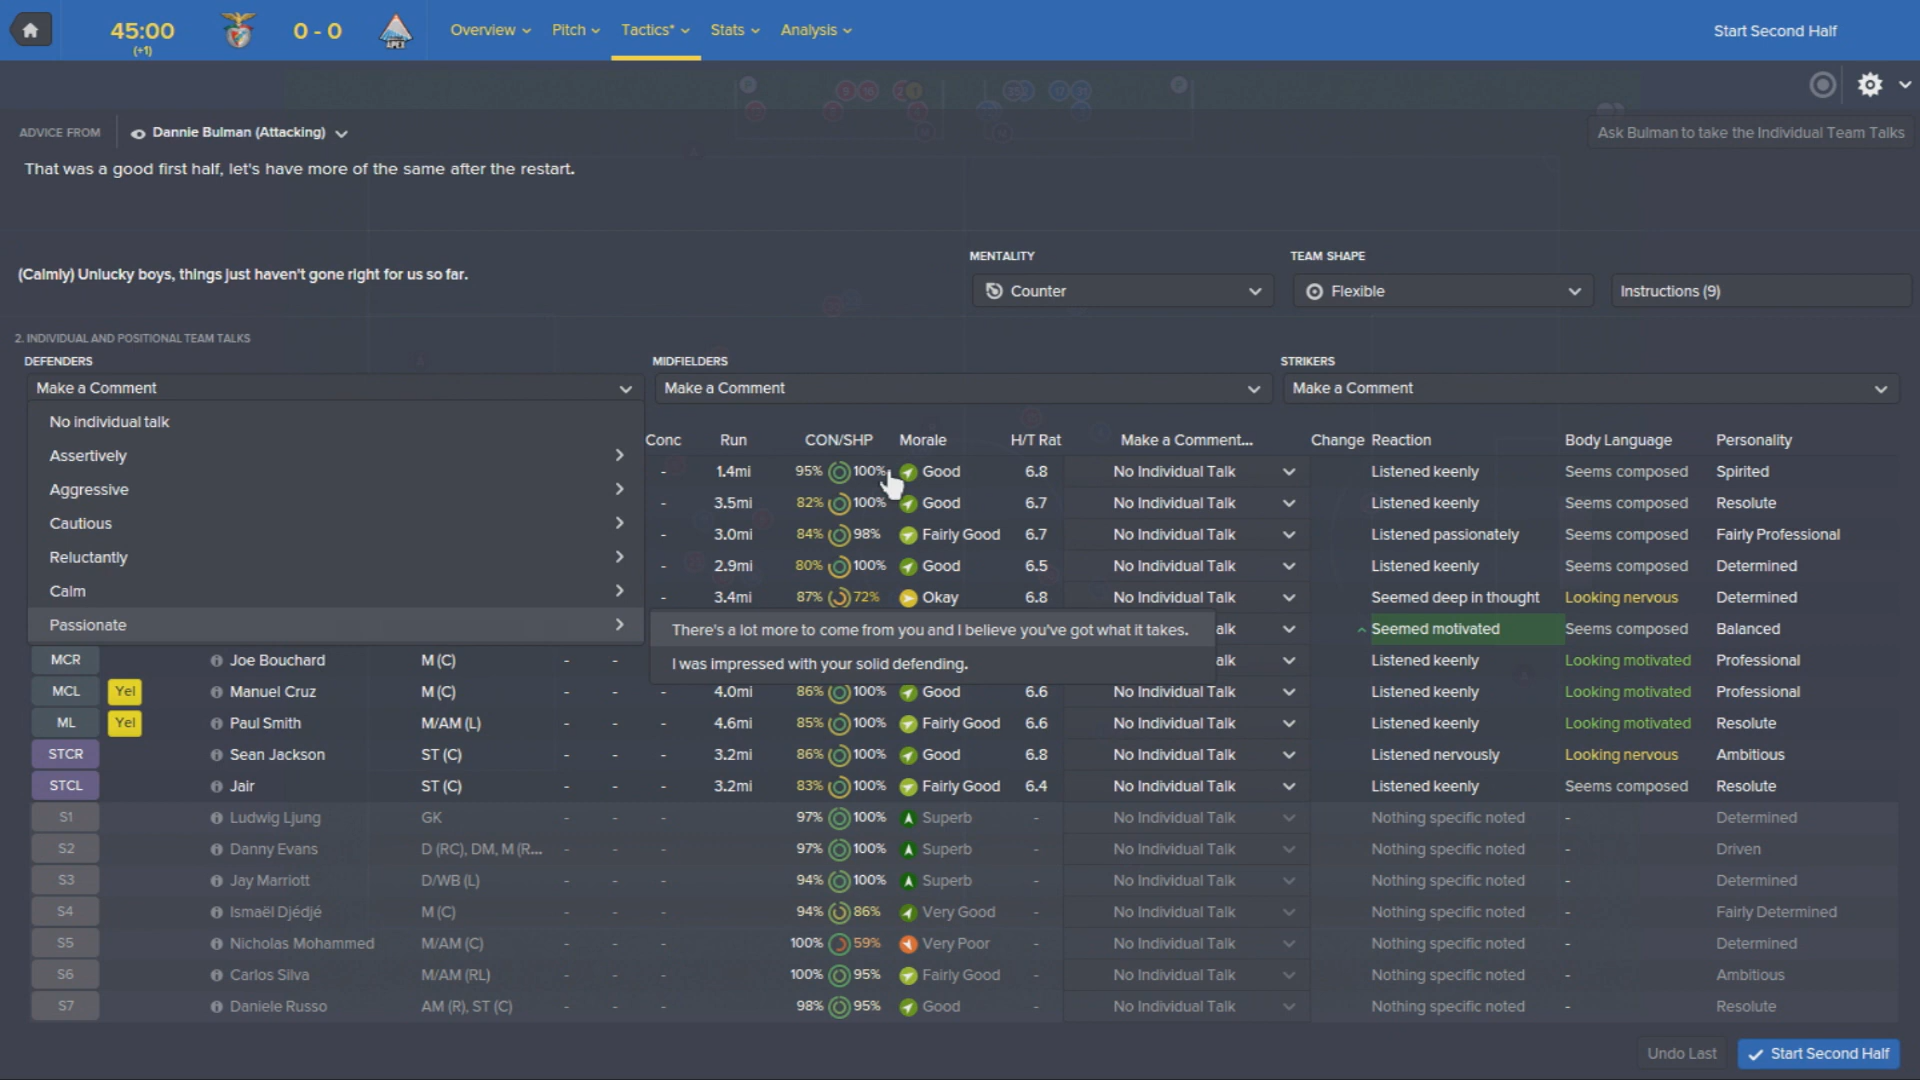 45:00
(+1)
0 - 0
APEX
Overview
Pitch
Tactics*
Stats
Analysis
Start Second Half
ADVICE FROM
Dannie Bulman (Attacking)
Ask Bulman to take the Individual Team Talks
That was a good first half, let's have more of the same after the restart.
MENTALITY
TEAM SHAPE
(Calmly) Unlucky boys, things just haven't gone right for us so far.
Counter
Flexible
Instructions (9)
2. INDIVIDUAL AND POSITIONAL TEAM TALKS
DEFENDERS
MIDFIELDERS
STRIKERS
Make a Comment
Make a Comment
Make a Comment
No individual talk
Assertively
Aggressive
Cautious
Reluctantly
Calm
Passionate
There's a lot more to come from you and I believe you've got what it takes.
I was impressed with your solid defending.
Conc Run CON/SHP Morale H/T Rat Make a Comment... Change Reaction Body Language Personality
- 1.4mi 95% 100% Good 6.8 No Individual Talk Listened keenly Seems composed Spirited
- 3.5mi 82% 100% Good 6.7 No Individual Talk Listened keenly Seems composed Resolute
- 3.0mi 84% 98% Fairly Good 6.7 No Individual Talk Listened passionately Seems composed Fairly Professional
- 2.9mi 80% 100% Good 6.5 No Individual Talk Listened keenly Seems composed Determined
- 3.4mi 87% 72% Okay 6.8 No Individual Talk Seemed deep in thought Looking nervous Determined
alk Seemed motivated Seems composed Balanced
MCR Joe Bouchard M (C) - - alk Listened keenly Looking motivated Professional
MCL Yel Manuel Cruz M (C) - - - 4.0mi 86% 100% Good 6.6 No Individual Talk Listened keenly Looking motivated Professional
ML Yel Paul Smith M/AM (L) - - - 4.6mi 85% 100% Fairly Good 6.6 No Individual Talk Listened keenly Looking motivated Resolute
STCR Sean Jackson ST (C) - - - 3.2mi 86% 100% Good 6.8 No Individual Talk Listened nervously Looking nervous Ambitious
STCL Jair ST (C) - - - 3.2mi 83% 100% Fairly Good 6.4 No Individual Talk Listened keenly Seems composed Resolute
S1 Ludwig Ljung GK - - - 97% 100% Superb - No Individual Talk Nothing specific noted - Determined
S2 Danny Evans D (RC), DM, M (R... - - - 97% 100% Superb - No Individual Talk Nothing specific noted - Driven
S3 Jay Marriott D/WB (L) - - - 94% 100% Superb - No Individual Talk Nothing specific noted - Determined
S4 Ismaël Djédjé M (C) - - - 94% 86% Very Good - No Individual Talk Nothing specific noted - Fairly Determined
S5 Nicholas Mohammed M/AM (C) - - - 100% 59% Very Poor - No Individual Talk Nothing specific noted - Determined
S6 Carlos Silva M/AM (RL) - - - 100% 95% Fairly Good - No Individual Talk Nothing specific noted - Ambitious
S7 Daniele Russo AM (R), ST (C) - - - 98% 95% Good - No Individual Talk Nothing specific noted - Resolute
Undo Last
Start Second Half